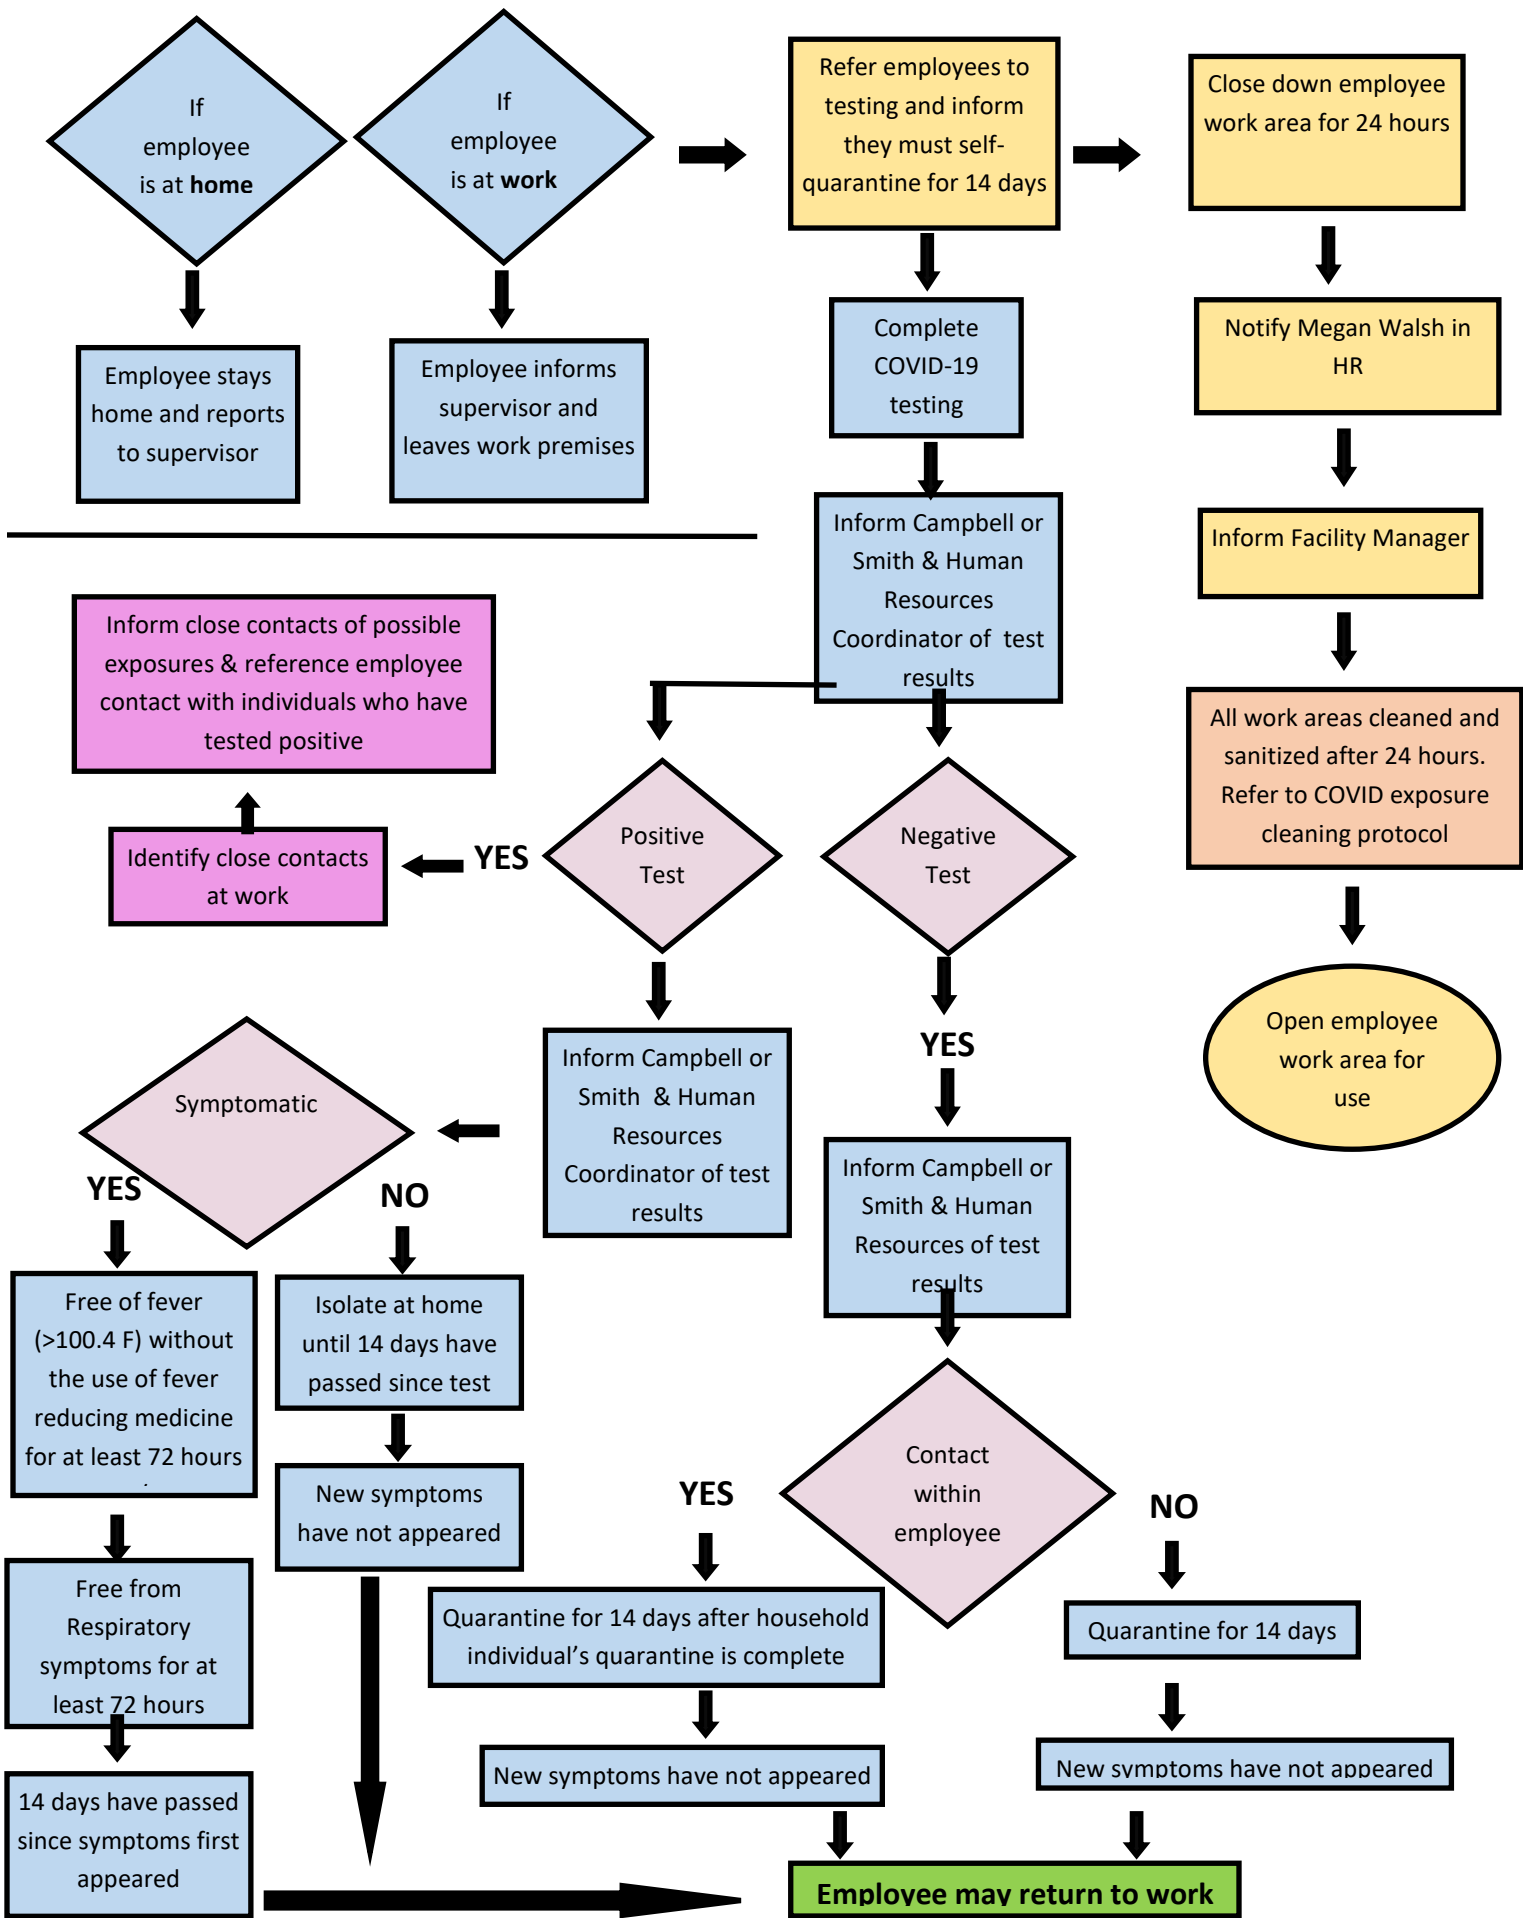 If
employee
is at home
If
employee
is at work
Refer employees to
testing and inform
they must self-
quarantine for 14 days
Close down employee
work area for 24 hours
Employee stays
home and reports
to supervisor
Employee informs
supervisor and
leaves work premises
Complete
COVID-19
testing
Notify Megan Walsh in
HR
Inform Campbell or
Smith & Human
Resources
Coordinator of test
results
Inform Facility Manager
Inform close contacts of possible
exposures & reference employee
contact with individuals who have
tested positive
All work areas cleaned and
sanitized after 24 hours.
Refer to COVID exposure
cleaning protocol
Identify close contacts
at work
YES
Positive
Test
Negative
Test
Open employee
work area for
use
Symptomatic
YES
NO
Inform Campbell or
Smith & Human
Resources
Coordinator of test
results
YES
Inform Campbell or
Smith & Human
Resources of test
results
Free of fever
(>100.4 F) without
the use of fever
reducing medicine
for at least 72 hours
Isolate at home
until 14 days have
passed since test
New symptoms
have not appeared
Free from
Respiratory
symptoms for at
least 72 hours
14 days have passed
since symptoms first
appeared
Contact
within
employee
YES
NO
Quarantine for 14 days after household
individual’s quarantine is complete
Quarantine for 14 days
New symptoms have not appeared
New symptoms have not appeared
Employee may return to work